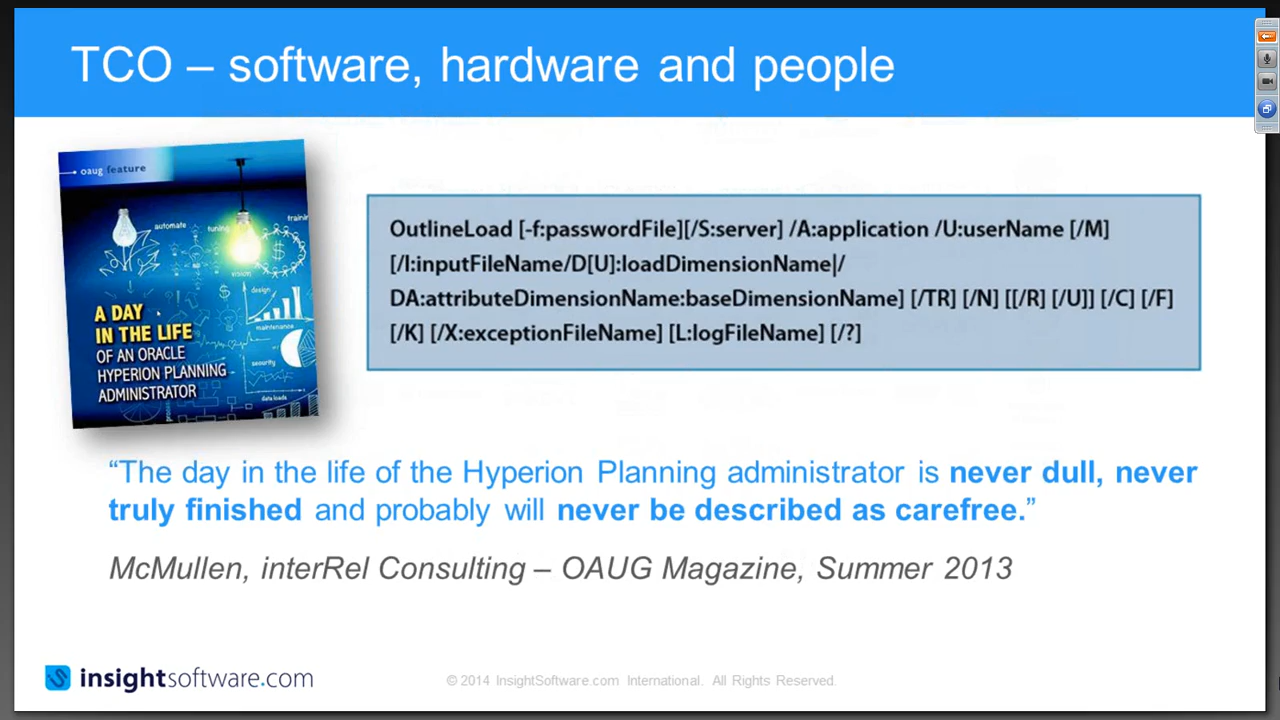 TCO – software, hardware and people
oaug feature
automate
tuning
training
vision
design
maintenance
security
data loads
A DAY
IN THE LIFE
OF AN ORACLE
HYPERION PLANNING
ADMINISTRATOR
OutlineLoad [-f:passwordFile][/S:server] /A:application /U:userName [/M]
[/I:inputFileName/D[U]:loadDimensionName|/
DA:attributeDimensionName:baseDimensionName] [/TR] [/N] [[/R] [/U]] [/C] [/F]
[/K] [/X:exceptionFileName] [L:logFileName] [/?]
“The day in the life of the Hyperion Planning administrator is never dull, never
truly finished and probably will never be described as carefree.”
McMullen, interRel Consulting – OAUG Magazine, Summer 2013
insightsoftware.com
© 2014 InsightSoftware.com International. All Rights Reserved.